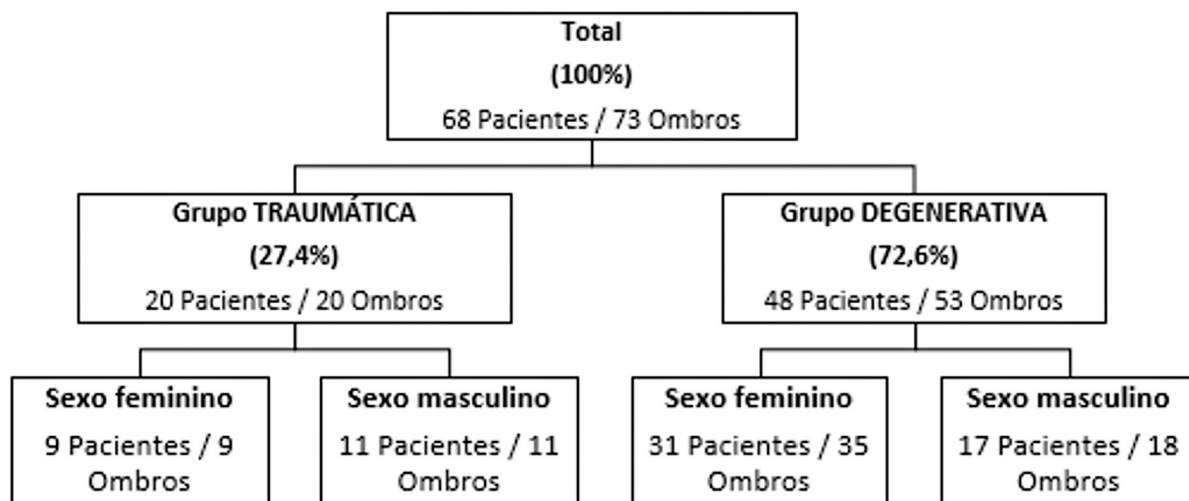 Total
(100%)
68 Pacientes / 73 Ombros
Grupo TRAUMÁTICA
(27,4%)
20 Pacientes / 20 Ombros
Grupo DEGENERATIVA
(72,6%)
48 Pacientes / 53 Ombros
Sexo feminino
9 Pacientes / 9
Ombros
Sexo masculino
11 Pacientes / 11
Ombros
Sexo feminino
31 Pacientes / 35
Ombros
Sexo masculino
17 Pacientes / 18
Ombros